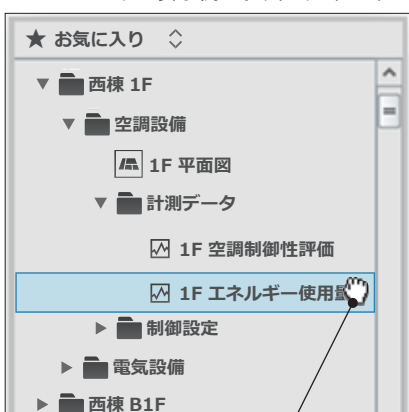 ★ お気に入り
▼ 西棟 1F
▼ 空調設備
1F 平面図
▼ 計測データ
1F 空調制御性評価
1F エネルギー使用量
▶ 制御設定
▶ 電気設備
▶ 西棟 B1F